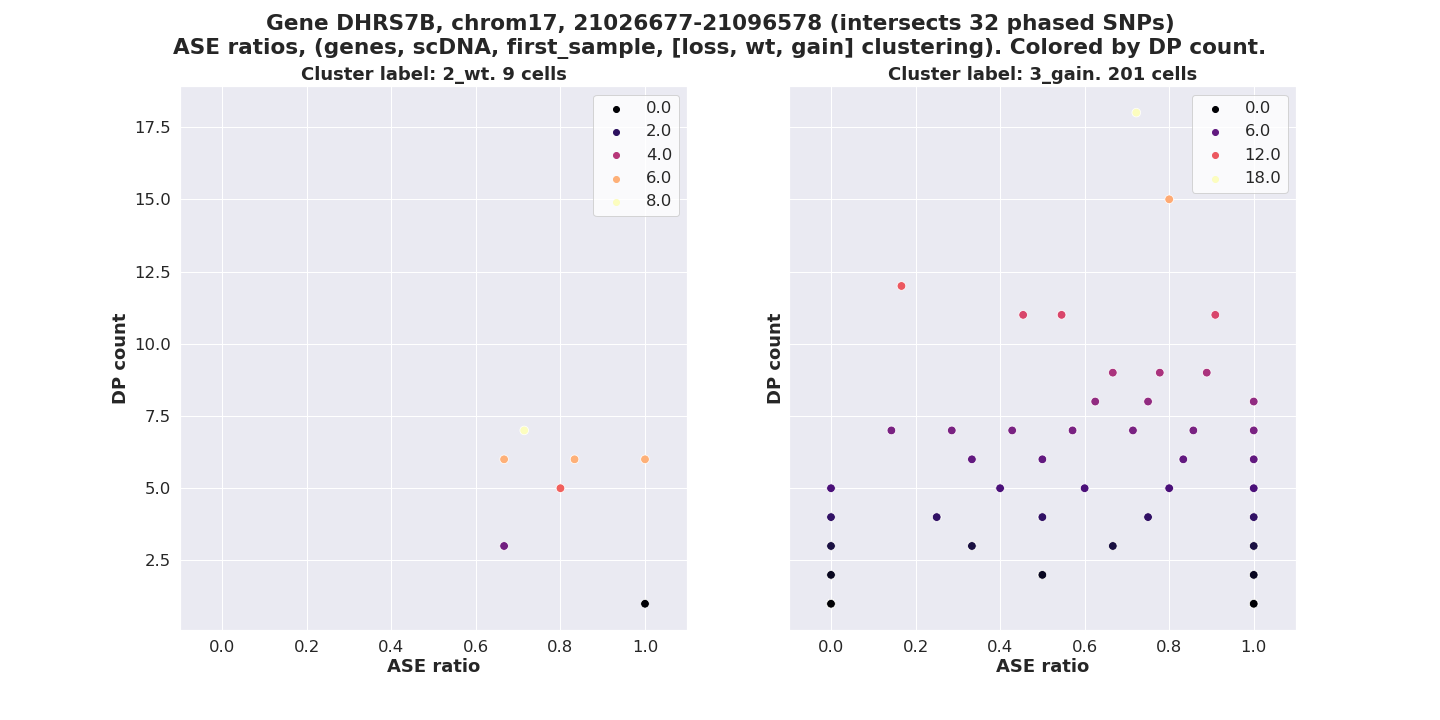 Gene DHRS7B, chrom17, 21026677-21096578 (intersects 32 phased SNPs)
ASE ratios, (genes, scDNA, first_sample, [loss, wt, gain] clustering). Colored by DP count.
Cluster label: 2_wt. 9 cells
17.5
15.0
12.5
10.0
7.5
5.0
2.5
DP count
0.0
2.0
4.0
6.0
8.0
0.0 0.2 0.4 0.6 0.8 1.0
ASE ratio
Cluster label: 3_gain. 201 cells
DP count
0.0
6.0
12.0
18.0
0.0 0.2 0.4 0.6 0.8 1.0
ASE ratio